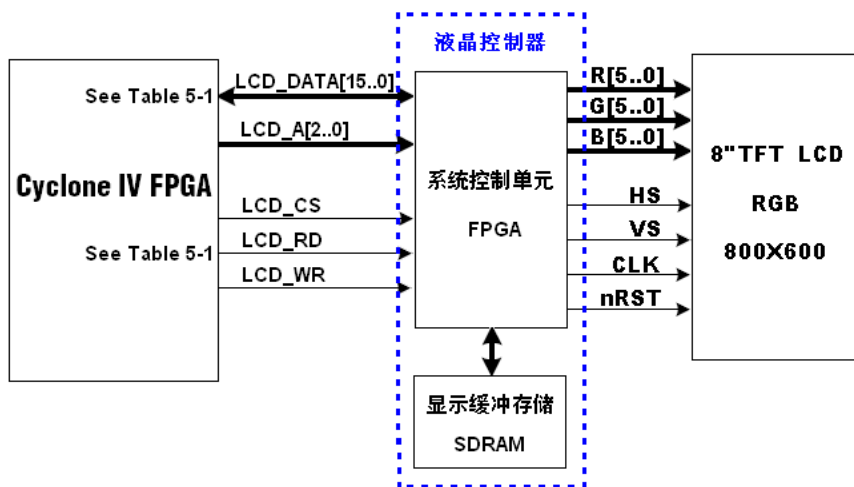 液晶控制器
See Table 5-1
LCD_DATA[15..0]
LCD_A[2..0]
Cyclone IV FPGA
LCD_CS
LCD_RD
See Table 5-1
LCD_WR
系统控制单元
FPGA
R[5..0]
G[5..0]
B[5..0]
HS
VS
CLK
nRST
8"TFT LCD
RGB
800X600
显示缓冲存储
SDRAM